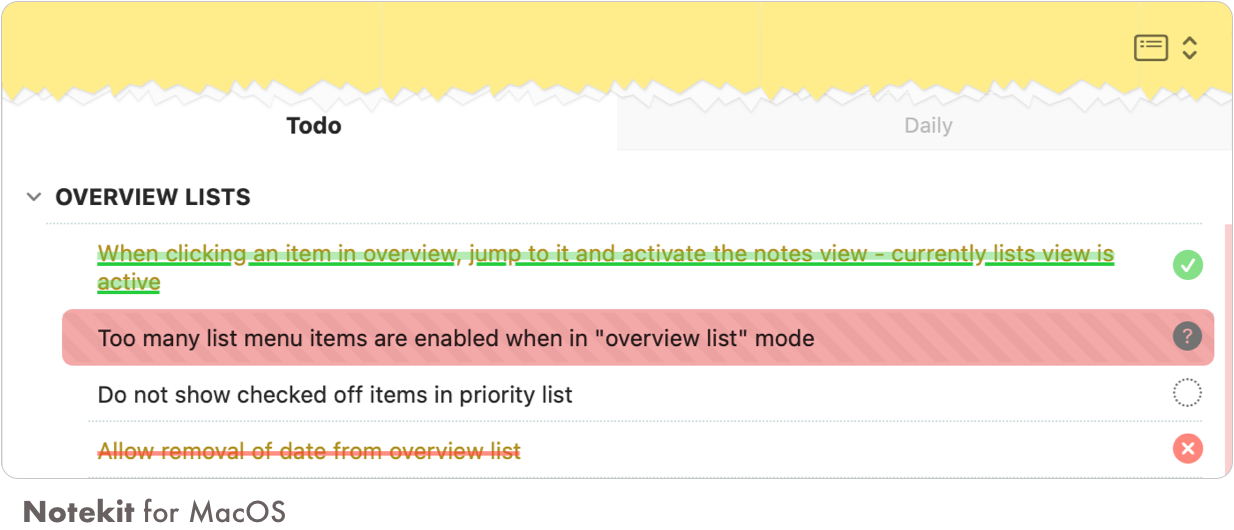 Todo
Daily
OVERVIEW LISTS
When clicking an item in overview, jump to it and activate the notes view - currently lists view is
active
Too many list menu items are enabled when in "overview list" mode
?
Do not show checked off items in priority list
Allow removal of date from overview list
Notekit for MacOS